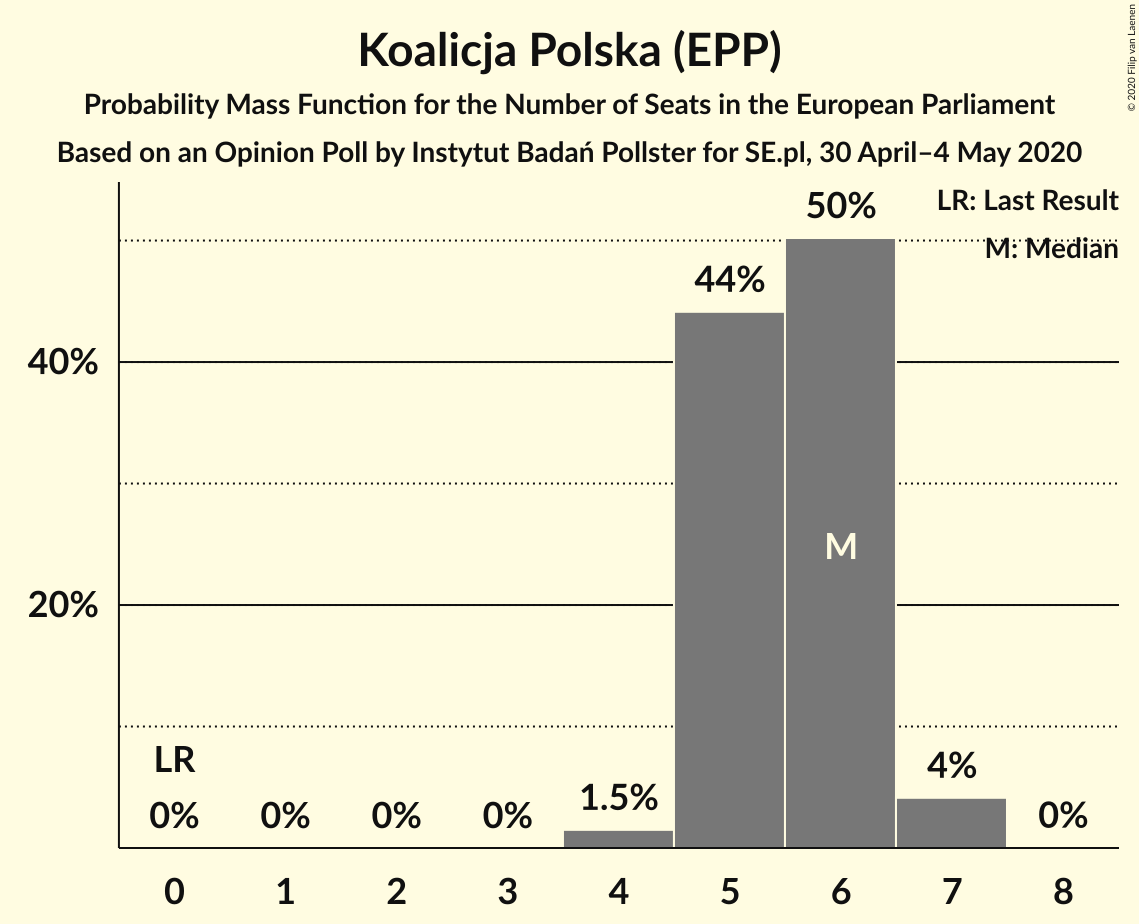 Koalicja Polska (EPP)
Probability Mass Function for the Number of Seats in the European Parliament
Based on an Opinion Poll by Instytut Badań Pollster for SE.pl, 30 April–4 May 2020
© 2020 Filip van Laenen
LR: Last Result
M: Median
50%
44%
40%
M
20%
LR
0%
0%
0%
0%
1.5%
4%
0%
0 1 2 3 4 5 6 7 8